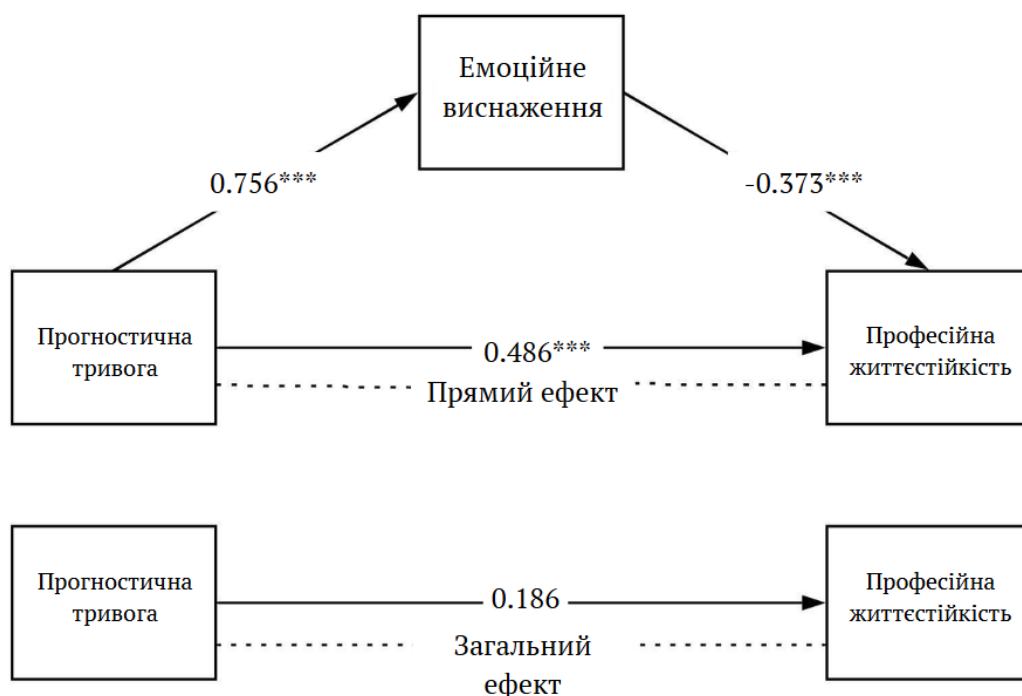 Емоційне
виснаження
0.756***
-0.373***
Прогностична
тривога
0.486***
Прямий ефект
Професійна
життєстійкість
Прогностична
тривога
0.186
Загальний
ефект
Професійна
життєстійкість